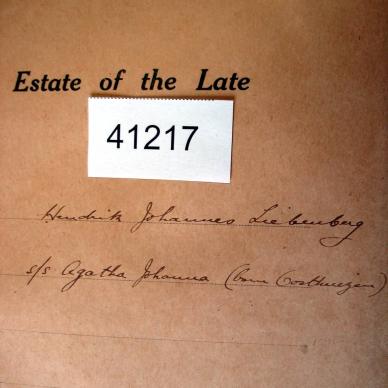 Estate of the Late
41217
Hendrik Johannes Liebenberg
s/s Agatha Johanna (born Oosthuizen)